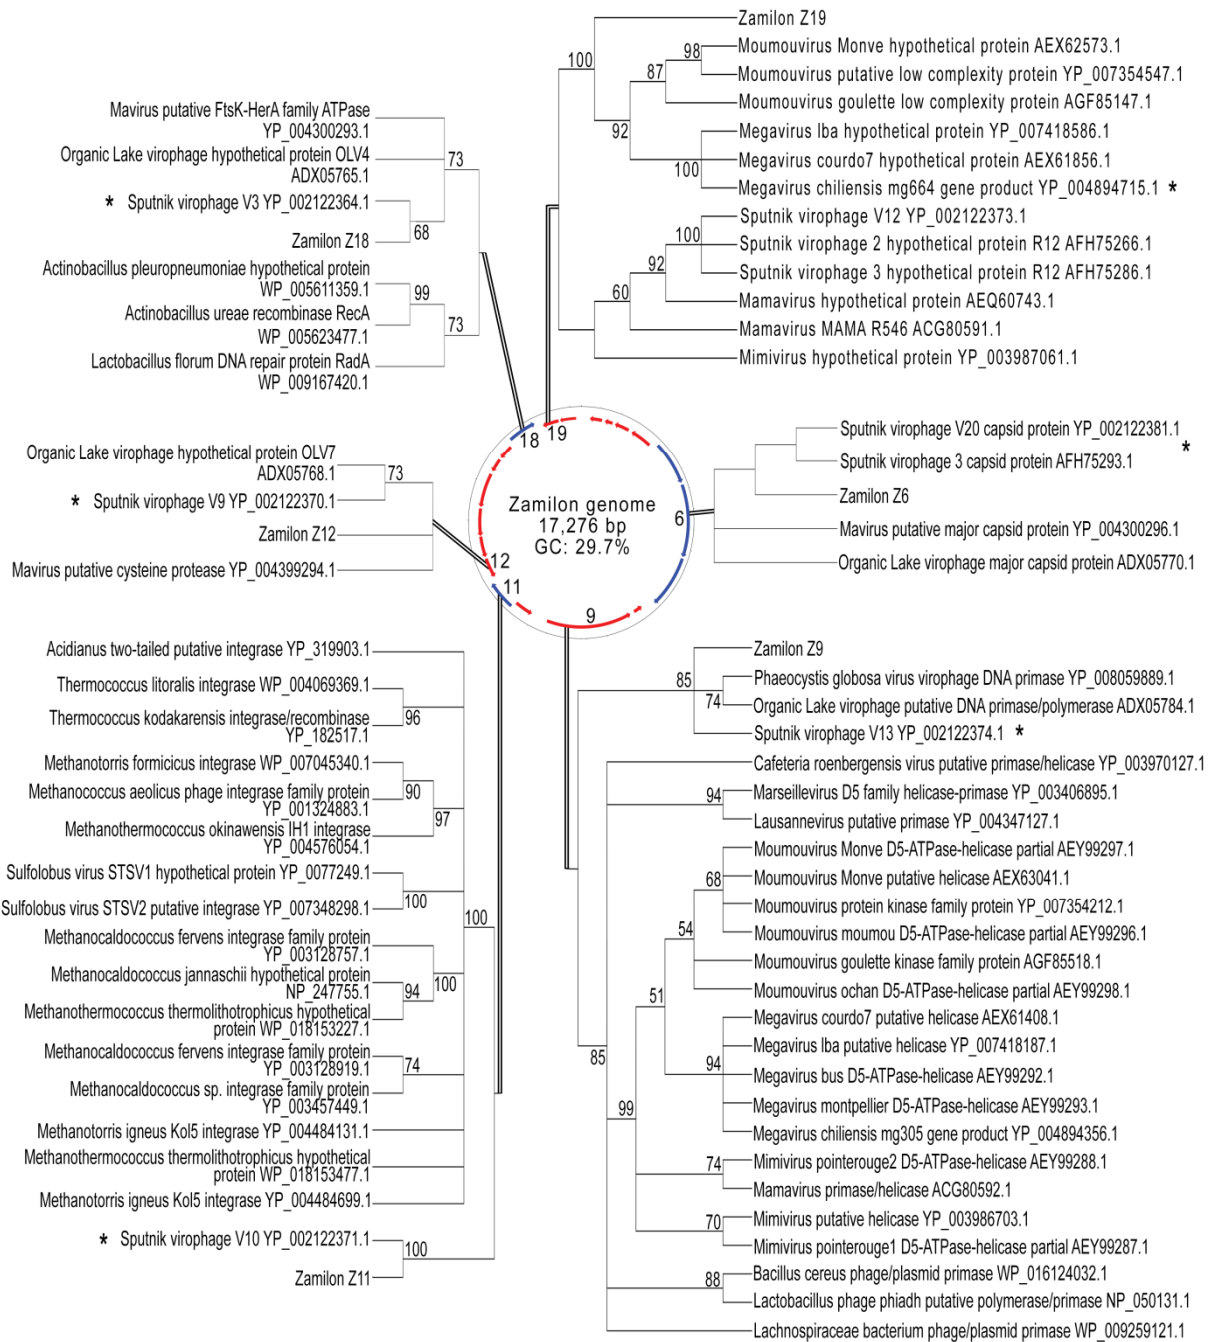 Mavirus putative FtsK-HerA family ATPase
YP_004300293.1
Organic Lake virophage hypothetical protein OLV4
ADX05765.1
* Sputnik virophage V3 YP_002122364.1
Zamilon Z18
Actinobacillus pleuropneumoniae hypothetical protein
WP_005611359.1
Actinobacillus ureae recombinase RecA
WP_005623477.1
Lactobacillus florum DNA repair protein RadA
WP_009167420.1
73
68
99
73
Zamilon Z19
Moumouvirus Monve hypothetical protein AEX62573.1
Moumouvirus putative low complexity protein YP_007354547.1
Moumouvirus goulette low complexity protein AGF85147.1
Megavirus lba hypothetical protein YP_007418586.1
Megavirus courdo7 hypothetical protein AEX61856.1
Megavirus chiliensis mg664 gene product YP_004894715.1 *
Sputnik virophage V12 YP_002122373.1
Sputnik virophage 2 hypothetical protein R12 AFH75266.1
Sputnik virophage 3 hypothetical protein R12 AFH75286.1
Mamavirus hypothetical protein AEQ60743.1
Mamavirus MAMA R546 ACG80591.1
Mimivirus hypothetical protein YP_003987061.1
100
98
87
92
100
100
92
60
Organic Lake virophage hypothetical protein OLV7
ADX05768.1
* Sputnik virophage V9 YP_002122370.1
Zamilon Z12
Mavirus putative cysteine protease YP_004399294.1
73
18
19
6
12
11
9
Zamilon genome
17,276 bp
GC: 29.7%
Sputnik virophage V20 capsid protein YP_002122381.1
*
Sputnik virophage 3 capsid protein AFH75293.1
Zamilon Z6
Mavirus putative major capsid protein YP_004300296.1
Organic Lake virophage major capsid protein ADX05770.1
Acidianus two-tailed putative integrase YP_319903.1
Thermococcus litoralis integrase WP_004069369.1
Thermococcus kodakarensis integrase/recombinase
YP_182517.1
Methanotorris formicicus integrase WP_007045340.1
Methanococus aeolicus phage integrase family protein
YP_001324883.1
Methanothermococcus okinawensis IH1 integrase
YP_004576054.1
Sulfolobus virus STSV1 hypothetical protein YP_0077249.1
Sulfolobus virus STSV2 putative integrase YP_007348298.1
Methanocaldococcus fervens integrase family protein
YP_003128757.1
Methanocaldococcus jannaschii hypothetical protein
NP_247755.1
Methanothermococcus thermolithotrophicus hypothetical
protein WP_018153227.1
Methanocaldococcus fervens integrase family protein
YP_003128919.1
Methanocaldococcus sp. integrase family protein
YP_003457449.1
Methanotorris igneus Kol5 integrase YP_004484131.1
Methanothermococcus thermolithotrophicus hypothetical
protein WP_018153477.1
Methanotorris igneus Kol5 integrase YP_004484699.1
* Sputnik virophage V10 YP_002122371.1
Zamilon Z11
96
90
97
100
100
94
100
74
100
Zamilon Z9
Phaeocystis globosa virus virophage DNA primase YP_008059889.1
Organic Lake virophage putative DNA primase/polymerase ADX05784.1
Sputnik virophage V13 YP_002122374.1 *
Cafeteria roenbergensis virus putative primase/helicase YP_003970127.1
Marseillevirus D5 family helicase-primase YP_003406895.1
Lausannevirus putative primase YP_004347127.1
Moumouvirus Monve D5-ATPase-helicase partial AEY99297.1
Moumouvirus Monve putative helicase AEX63041.1
Moumouvirus protein kinase family protein YP_007354212.1
Moumouvirus moumou D5-ATPase-helicase partial AEY99296.1
Moumouvirus goulette kinase family protein AGF85518.1
Moumouvirus ochan D5-ATPase-helicase partial AEY99298.1
Megavirus courdo7 putative helicase AEX61408.1
Megavirus lba putative helicase YP_007418187.1
Megavirus bus D5-ATPase-helicase AEY99292.1
Megavirus montpellier D5-ATPase-helicase AEY99293.1
Megavirus chiliensis mg305 gene product YP_004894356.1
Mimivirus pointerouge2 D5-ATPase-helicase AEY99288.1
Mamavirus primase/helicase ACG80592.1
Mimivirus putative helicase YP_003986703.1
Mimivirus pointerouge1 D5-ATPase-helicase partial AEY99287.1
Bacillus cereus phage/plasmid primase WP_016124032.1
Lactobacillus phage phiadh putative polymerase/primase NP_050131.1
Lachnospiraceae bacterium phage/plasmid primase WP_009259121.1
85
74
94
68
54
51
94
85
99
74
70
88